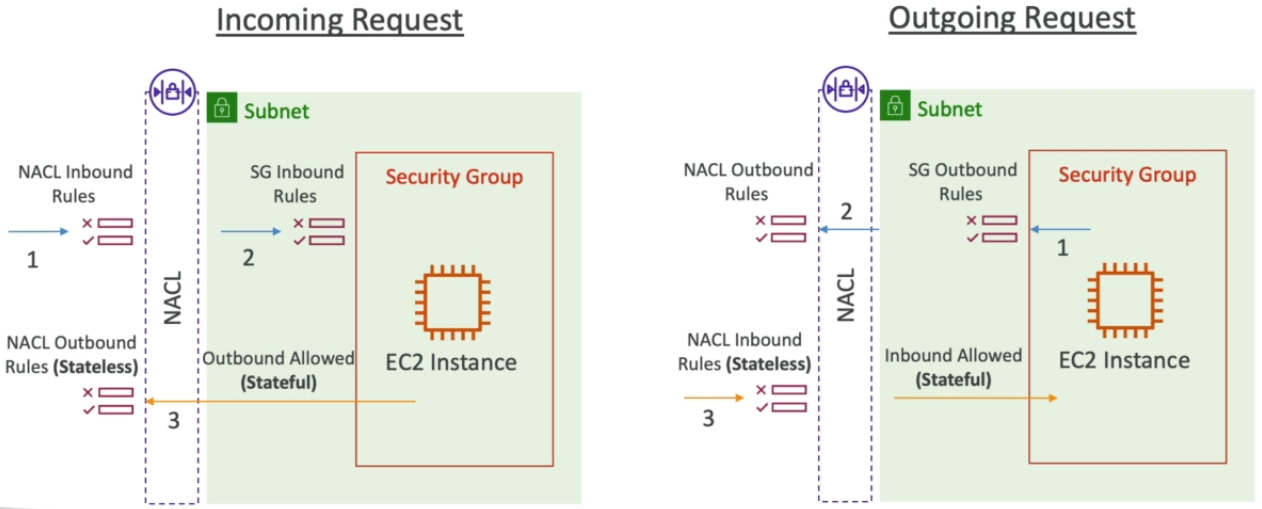 Incoming Request
Subnet
NACL Inbound
Rules
1
SG Inbound
Rules
2
Security Group
NACL
NACL Outbound
Rules (Stateless)
Outbound Allowed
(Stateful)
3
EC2 Instance
Outgoing Request
Subnet
NACL Outbound
Rules
2
SG Outbound
Rules
1
Security Group
NACL
NACL Inbound
Rules (Stateless)
3
Inbound Allowed
(Stateful)
EC2 Instance